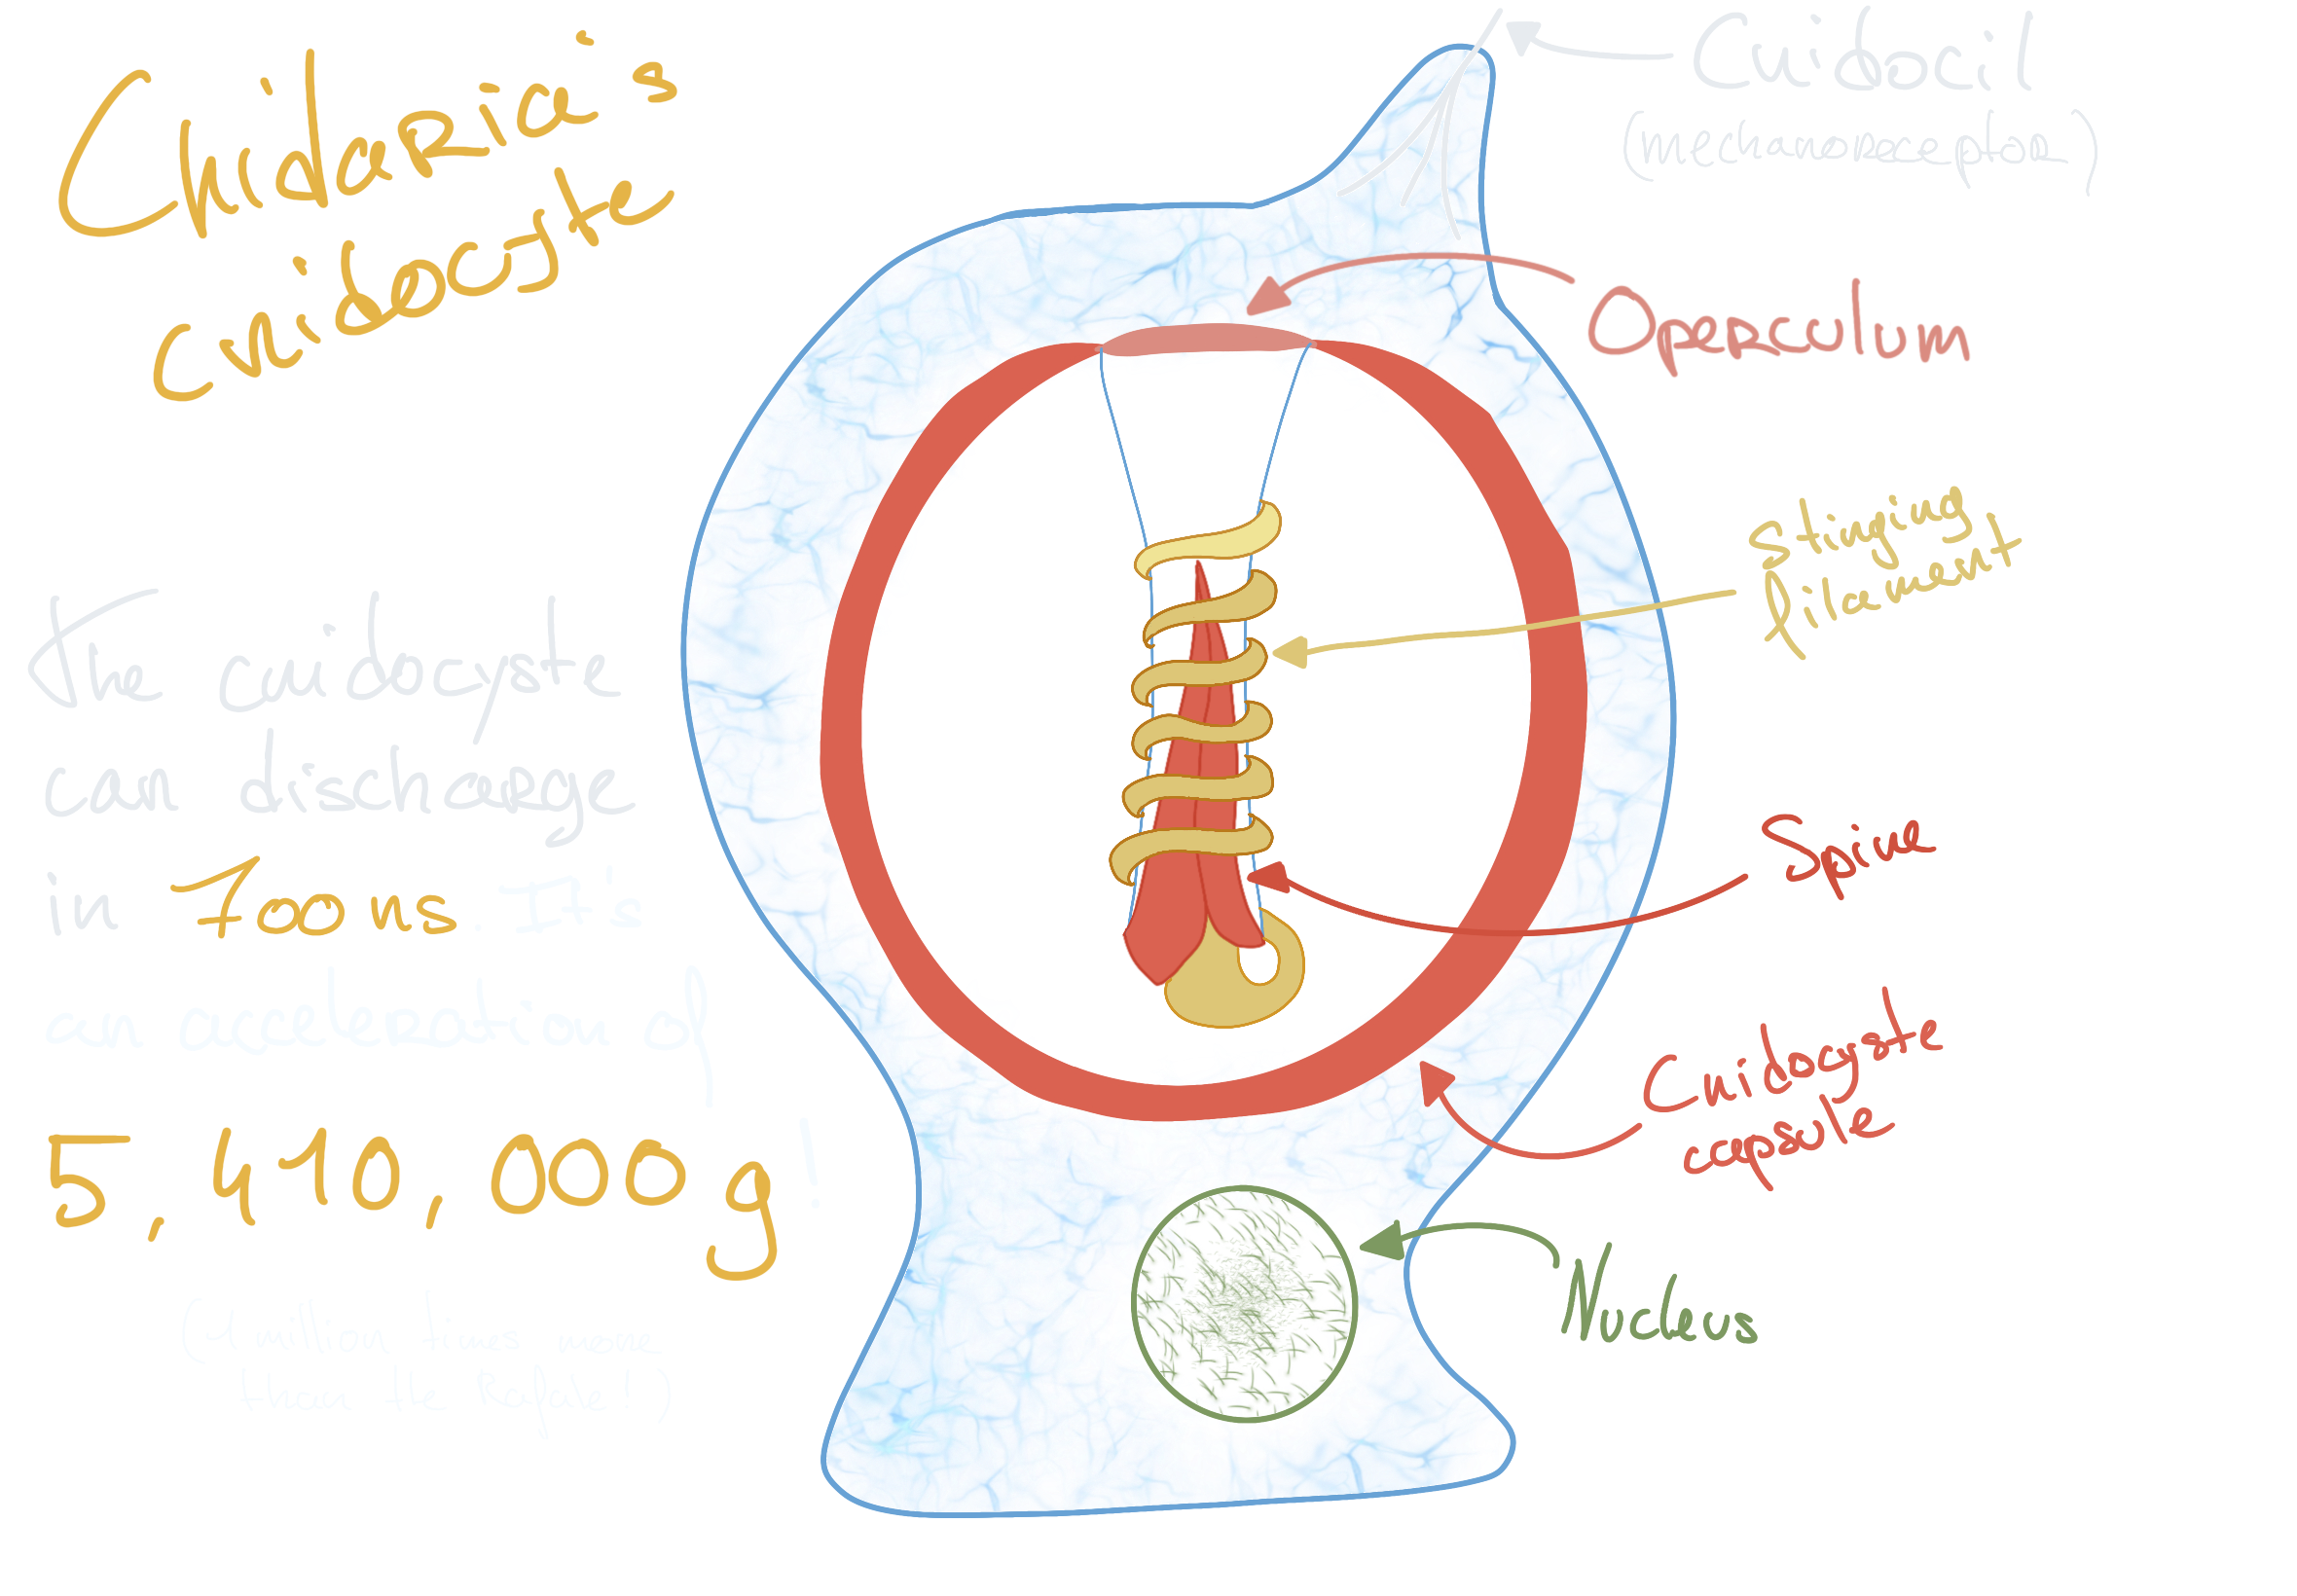 Cnidaria's
cnidocyste
Cnidocil
(mechanoreceptor)
Operculum
Stinging
filament
Spine
Cnidocyste
capsule
Nucleus
The cnidocyste
can discharge
in 700 ns. It's
an acceleration of
5,410,000 g!
(1 million times more
than the Rafale!)